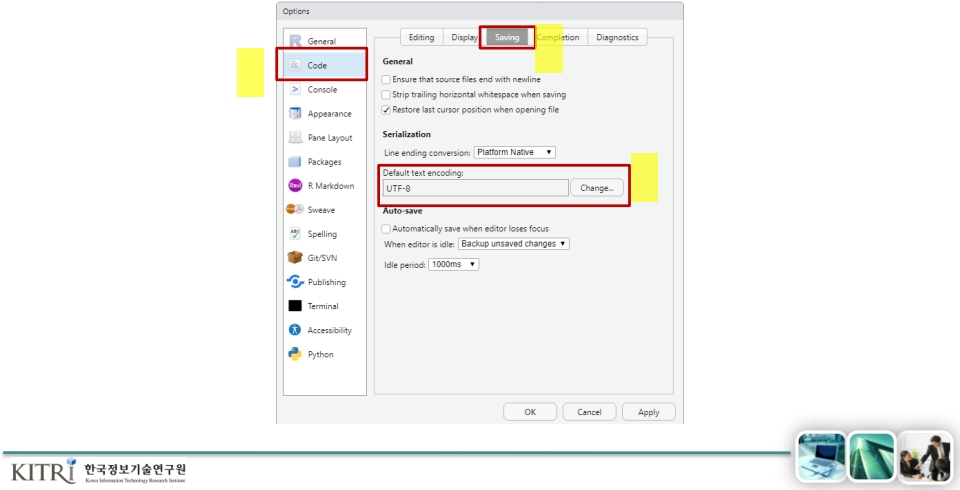 Options
General
Code
Console
Appearance
Pane Layout
Packages
Rmd R Markdown
Sweave
ABC Spelling
Git/SVN
Publishing
Terminal
Accessibility
Python
Editing Display Saving Completion Diagnostics
General
Ensure that source files end with newline
Strip trailing horizontal whitespace when saving
Restore last cursor position when opening file
Serialization
Line ending conversion: Platform Native
Default text encoding:
UTF-8 Change...
Auto-save
Automatically save when editor loses focus
When editor is idle: Backup unsaved changes
Idle period: 1000ms
OK Cancel Apply
KITRI 한국정보기술연구원
Korea Information Technology Research Institute